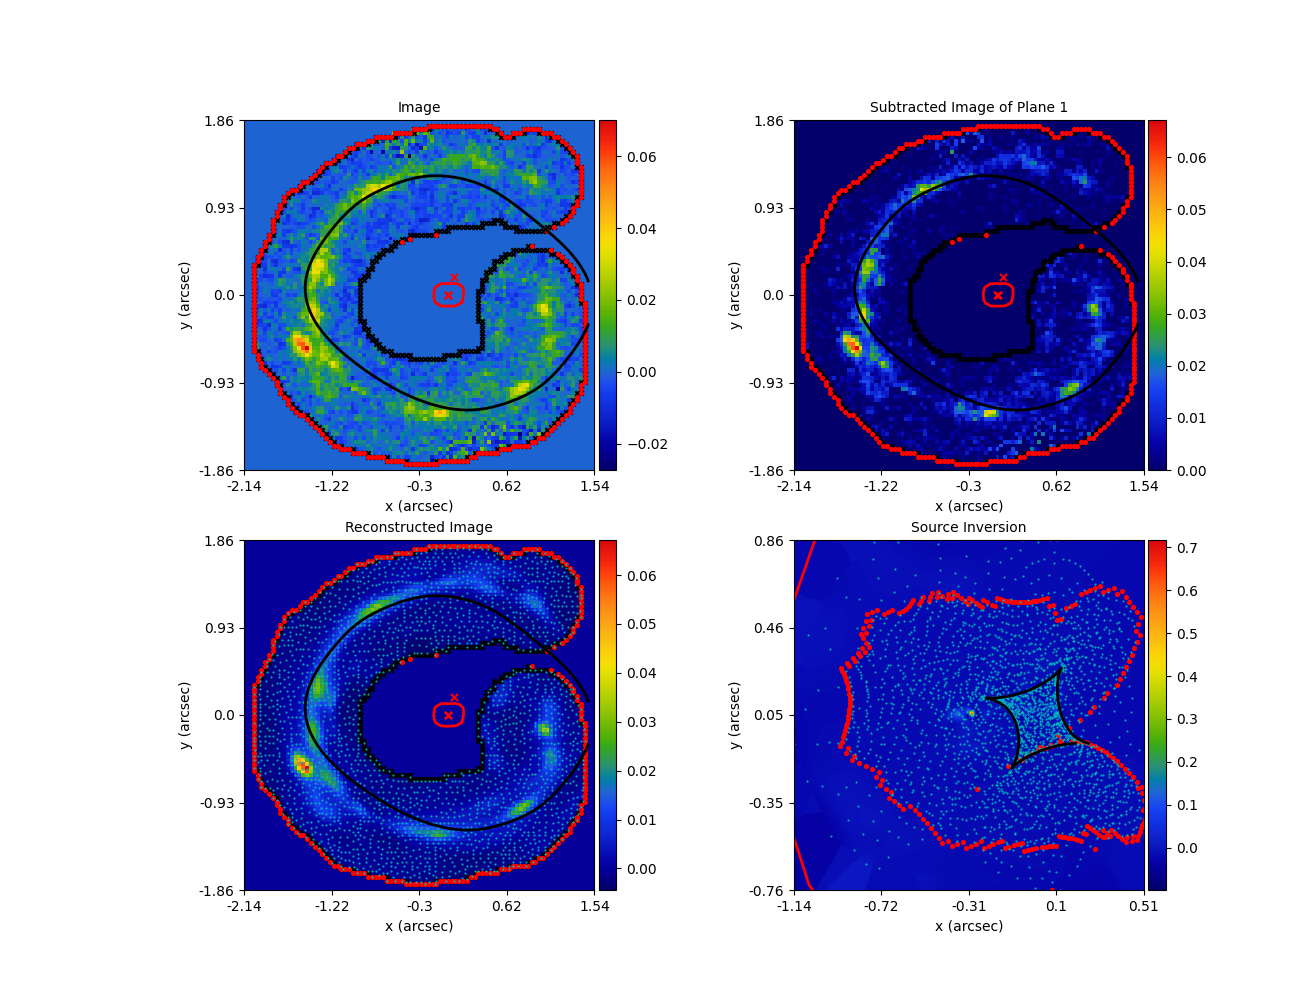 Image
1.86
0.93
0.0
-0.93
-1.86
y (arcsec)
-2.14 -1.22 -0.3 0.62 1.54
x (arcsec)
0.06
0.04
0.02
0.00
−0.02
Subtracted Image of Plane 1
1.86
0.93
0.0
-0.93
-1.86
y (arcsec)
-2.14 -1.22 -0.3 0.62 1.54
x (arcsec)
0.06
0.05
0.04
0.03
0.02
0.01
0.00
Reconstructed Image
1.86
0.93
0.0
-0.93
-1.86
y (arcsec)
-2.14 -1.22 -0.3 0.62 1.54
x (arcsec)
0.06
0.05
0.04
0.03
0.02
0.01
0.00
Source Inversion
0.86
0.46
0.05
-0.35
-0.76
y (arcsec)
-1.14 -0.72 -0.31 0.1 0.51
x (arcsec)
0.7
0.6
0.5
0.4
0.3
0.2
0.1
0.0